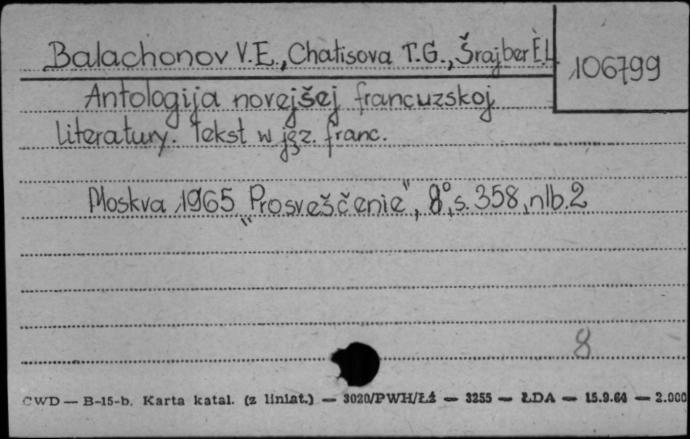 Balachonov V.E., Chatisova T.G., Šrajber È.L.
106799
Antologija novejšej francuzskoj
literatury. Tekst w jęz. franc.
Moskva 1965 "Prosveščenie", 8°, s. 358, nlb. 2
8
CWD — B-15-b. Karta katal. (z liniat.) — 3020/PWH/Łź — 3255 — ŁDA — 15.9.64 — 2.000